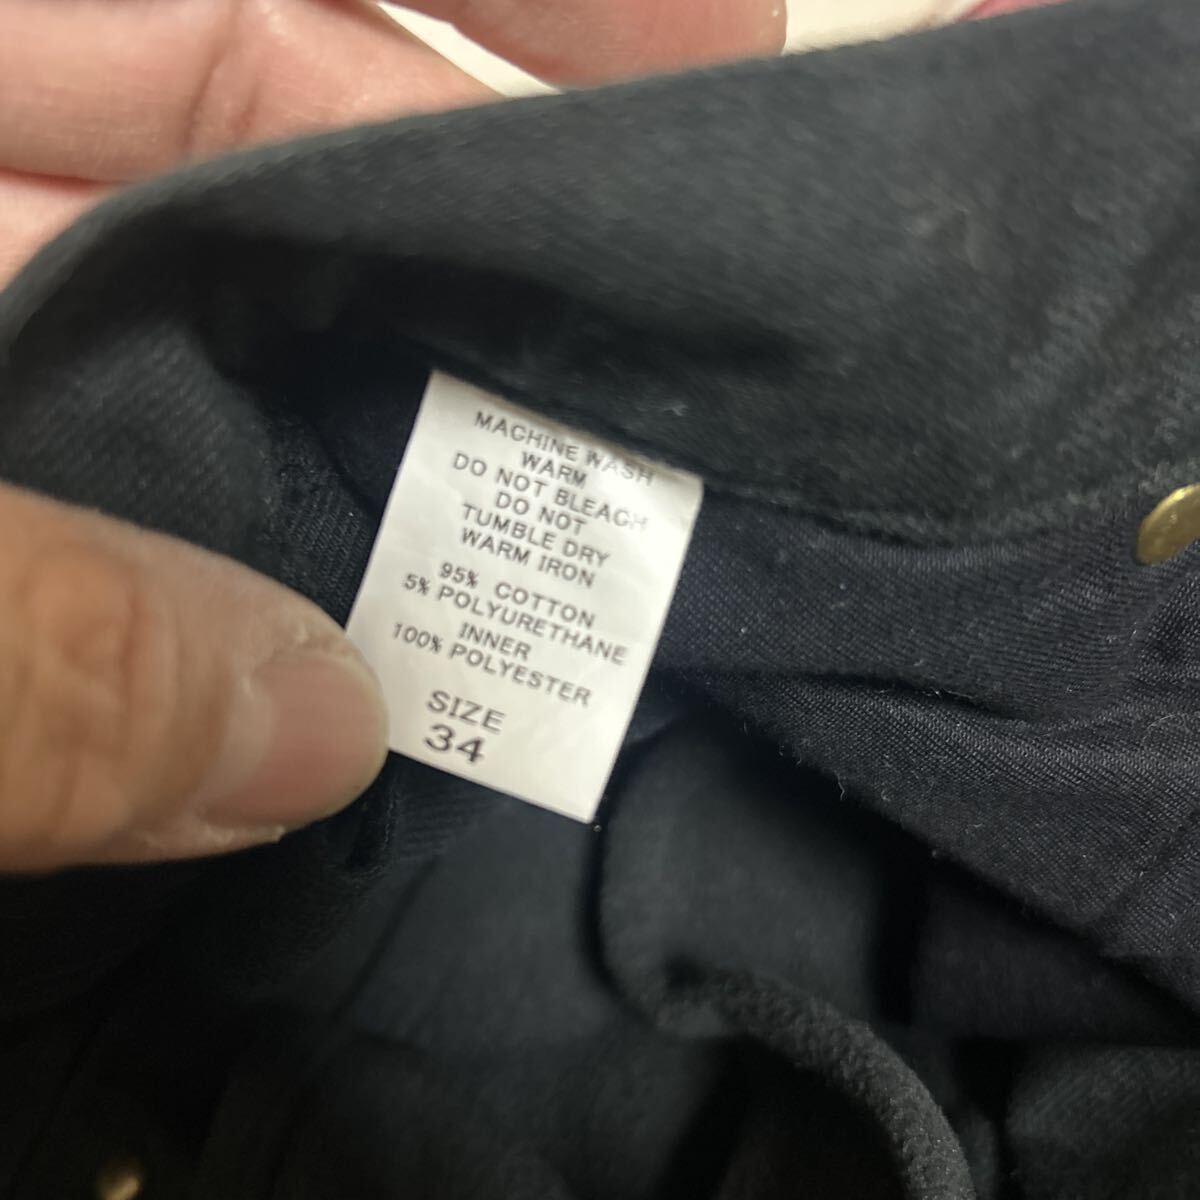 MACHINE WASH
WARM
DO NOT BLEACH
DO NOT
TUMBLE DRY
WARM IRON
95% COTTON
5% POLYURETHANE
INNER
100% POLYESTER
SIZE
34